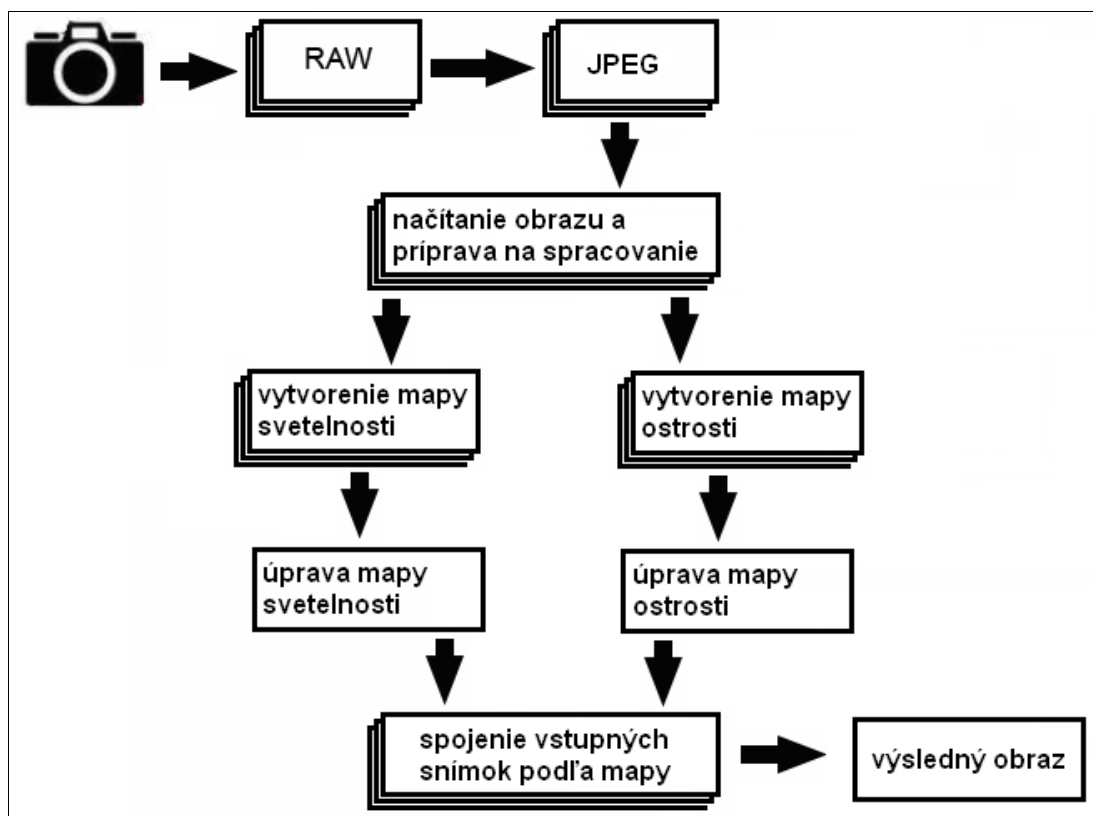 RAW
JPEG
načítanie obrazu a
príprava na spracovanie
vytvorenie mapy
svetelnosti
vytvorenie mapy
ostrosti
úprava mapy
svetelnosti
úprava mapy
ostrosti
spojenie vstupných
snímok podľa mapy
výsledný obraz